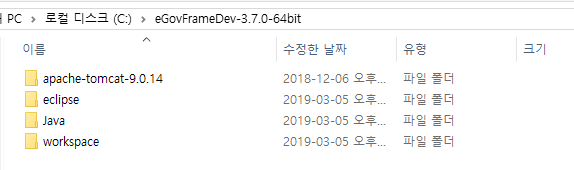 PC > 로컬 디스크 (C:) > eGovFrameDev-3.7.0-64bit
이름 수정한 날짜 유형 크기
apache-tomcat-9.0.14 2018-12-06 오후... 파일 폴더
eclipse 2019-03-05 오후... 파일 폴더
Java 2019-03-05 오후... 파일 폴더
workspace 2019-03-05 오후... 파일 폴더